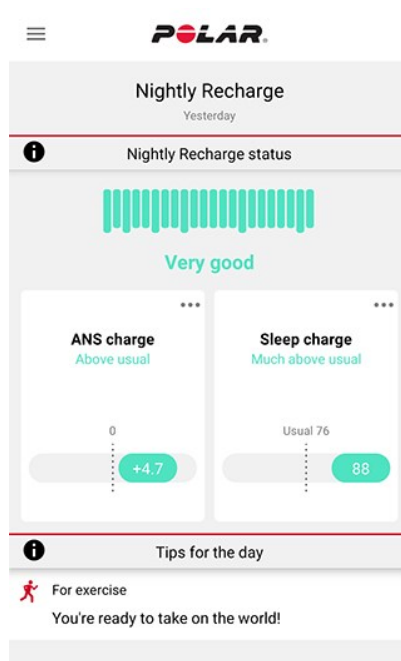 POLAR.
Nightly Recharge
Yesterday
Nightly Recharge status
Very good
ANS charge
Above usual
0
+4.7
Sleep charge
Much above usual
Usual 76
88
Tips for the day
For exercise
You're ready to take on the world!